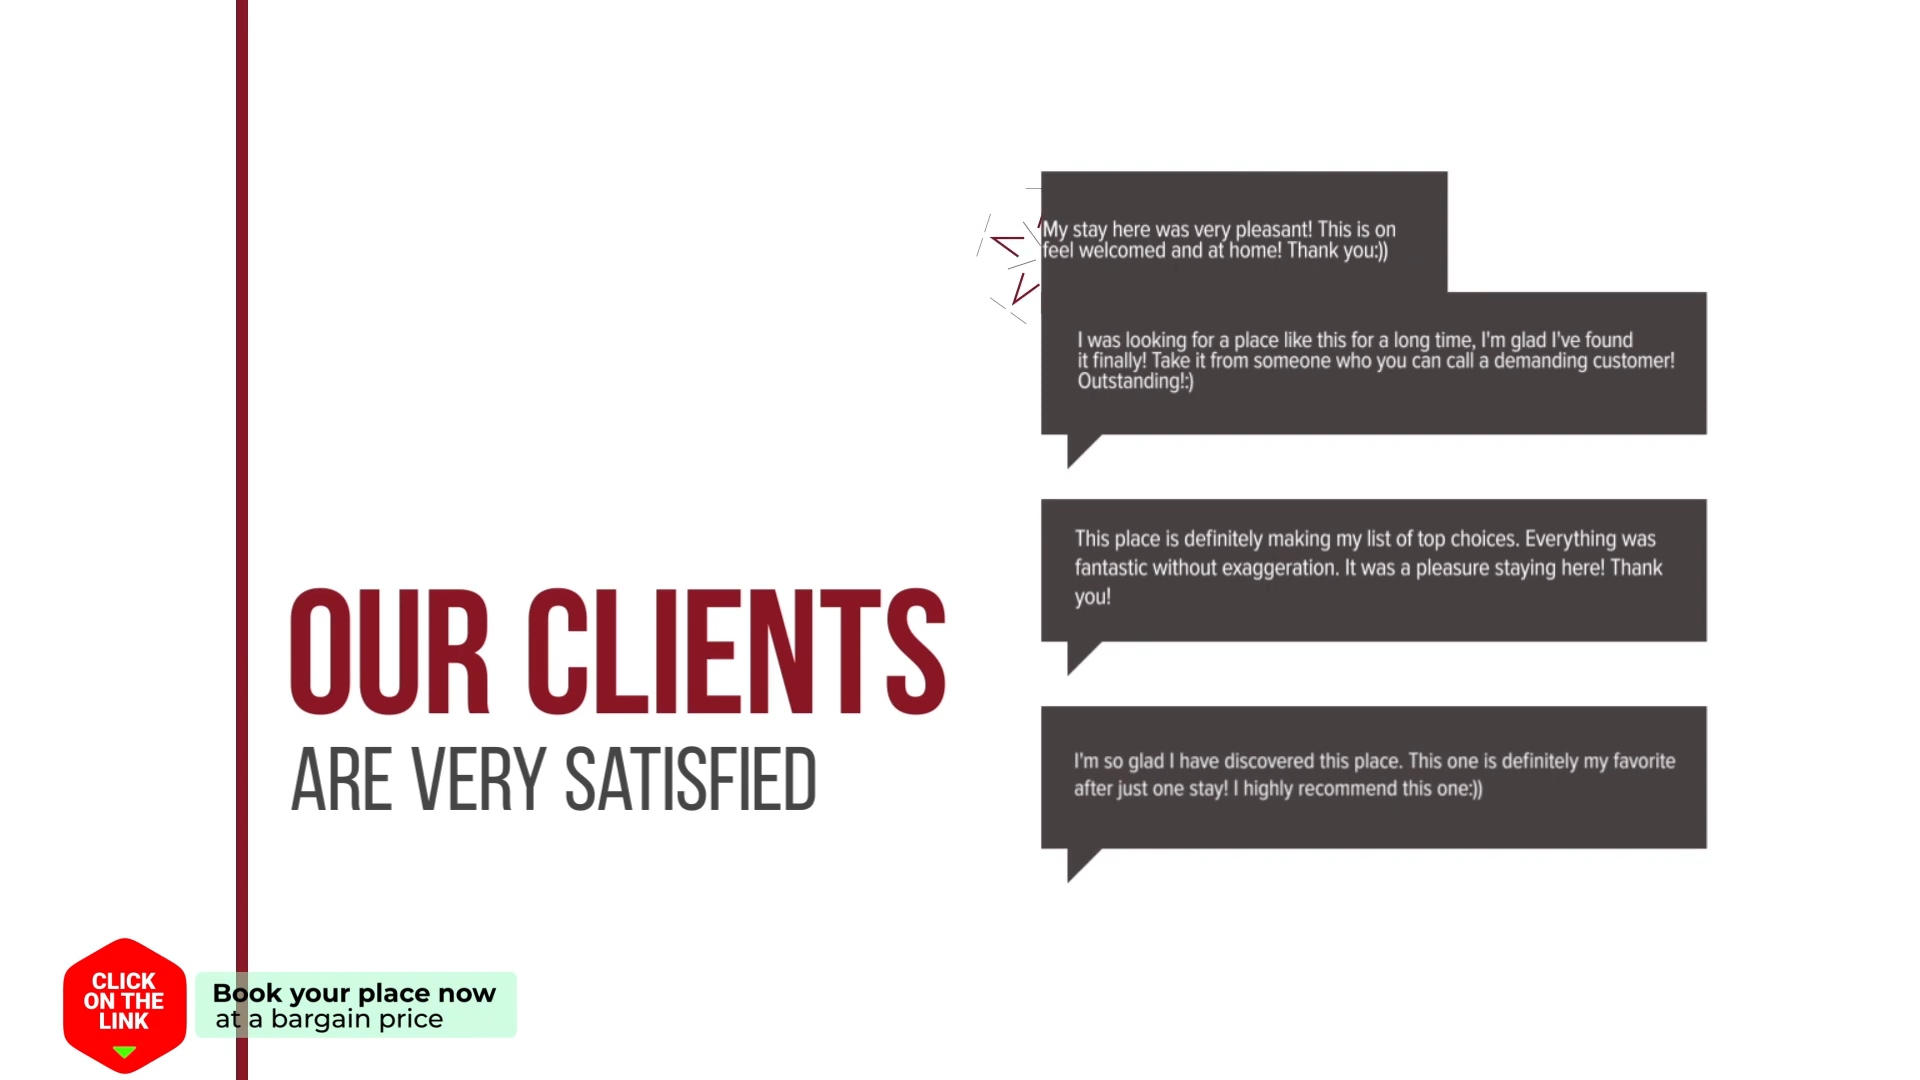 My stay here was very pleasant! This is on
feel welcomed and at home! Thank you:))
I was looking for a place like this for a long time, I'm glad I've found
it finally! Take it from someone who you can call a demanding customer!
Outstanding!:)
This place is definitely making my list of top choices. Everything was
fantastic without exaggeration. It was a pleasure staying here! Thank
you!
OUR CLIENTS
ARE VERY SATISFIED
I'm so glad I have discovered this place. This one is definitely my favorite
after just one stay! I highly recommend this one:))
CLICK
ON THE
LINK
Book your place now
at a bargain price